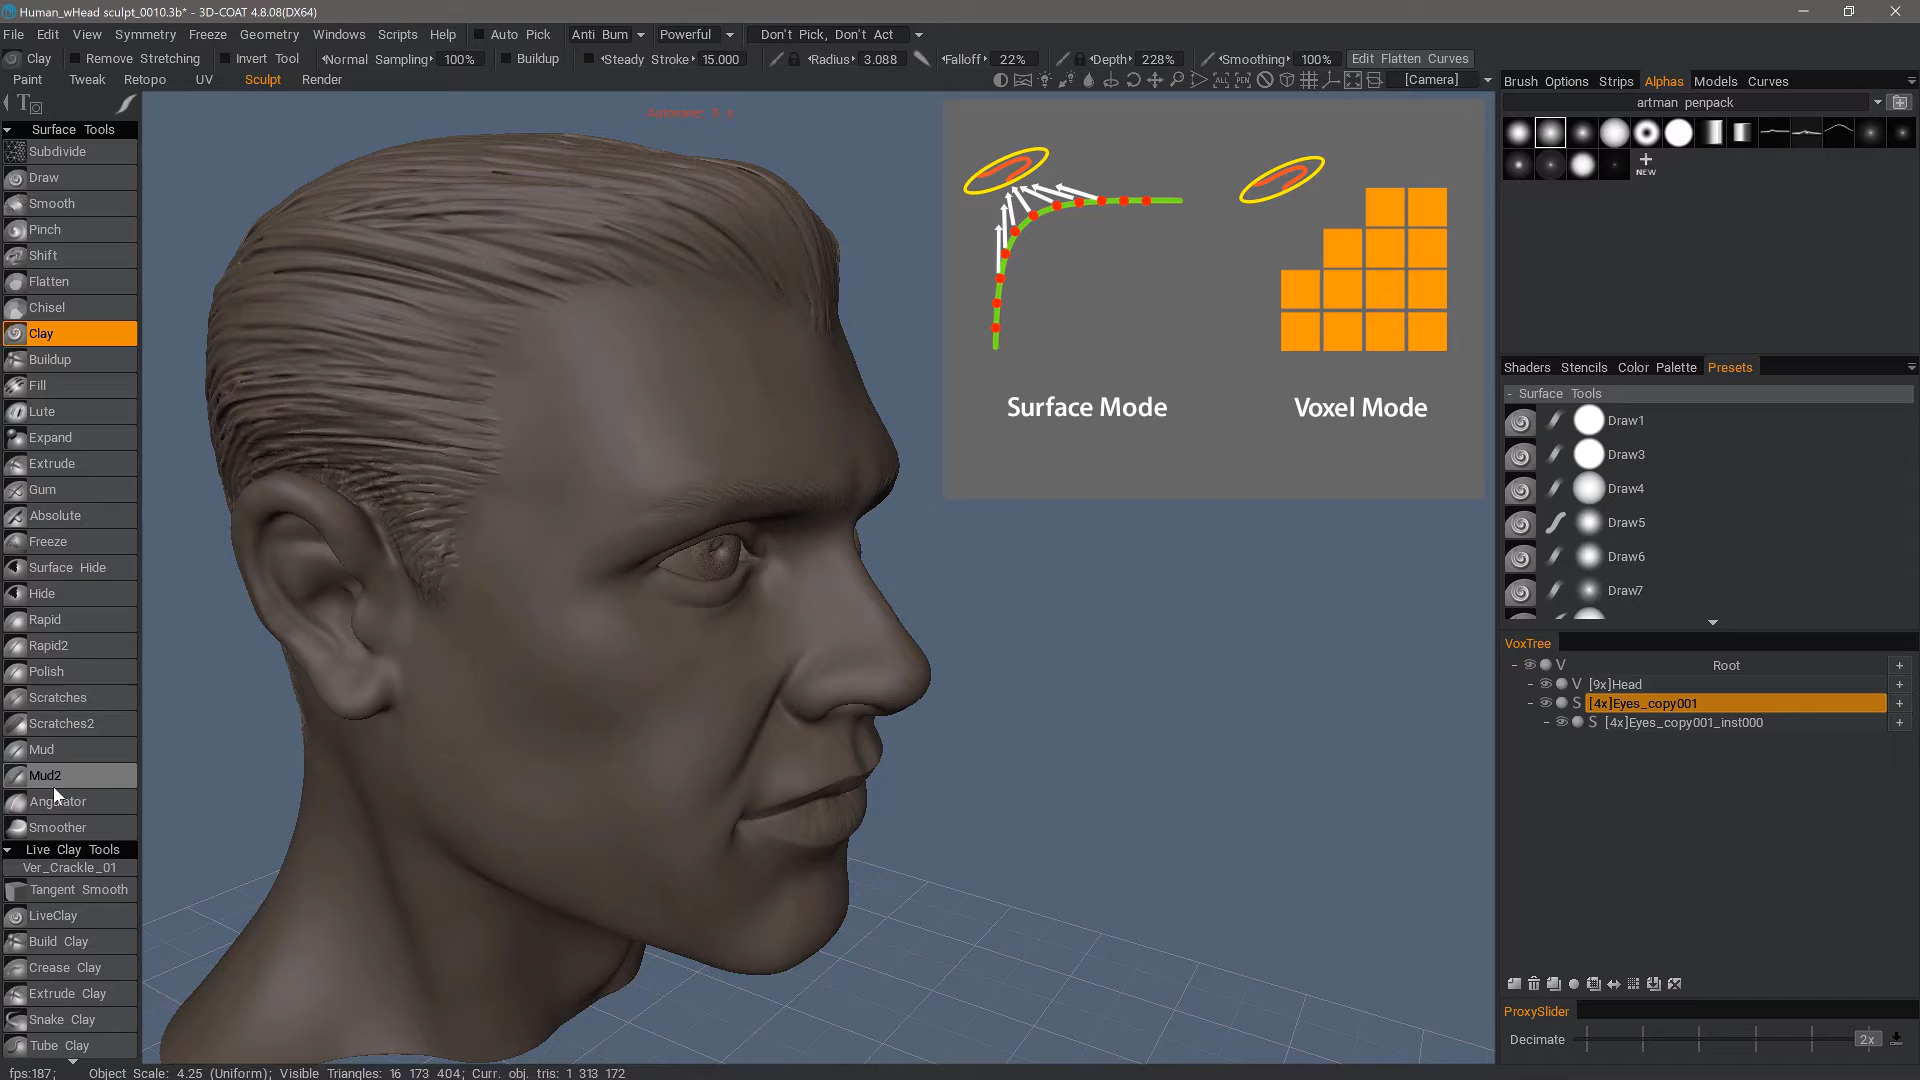 Human_wHead sculpt_0010.3b* - 3D-COAT 4.8.08(DX64)
File Edit View Symmetry Freeze Geometry Windows Scripts Help Auto Pick Anti Bum Powerful Don't Pick, Don't Act
Clay Remove Stretching Invert Tool Normal Sampling 100% Buildup Steady Stroke 15.000 Radius 3.088 Falloff 22% Depth 228% Smoothing 100% Edit Flatten Curves
Paint Tweak Retopo UV Sculpt Render [Camera]
Brush Options Strips Alphas Models Curves
artman penpack
NEW
Autosave: 0 s
Surface Tools
Subdivide
Draw
Smooth
Pinch
Shift
Flatten
Chisel
Clay
Buildup
Fill
Lute
Expand
Extrude
Gum
Absolute
Freeze
Surface Hide
Hide
Rapid
Rapid2
Polish
Scratches
Scratches2
Mud
Mud2
Angulator
Smoother
Live Clay Tools
Ver_Crackle_01
Tangent Smooth
LiveClay
Build Clay
Crease Clay
Extrude Clay
Snake Clay
Tube Clay
Surface Mode
Voxel Mode
ALL PEN
Shaders Stencils Color Palette Presets
- Surface Tools
Draw1
Draw3
Draw4
Draw5
Draw6
Draw7
VoxTree
V Root +
V [9x]Head +
S [4x]Eyes_copy001 +
S [4x]Eyes_copy001_inst000 +
ProxySlider
Decimate 2x
fps:187; Object Scale: 4.25 (Uniform); Visible Triangles: 16 173 404; Curr. obj. tris: 1 313 172